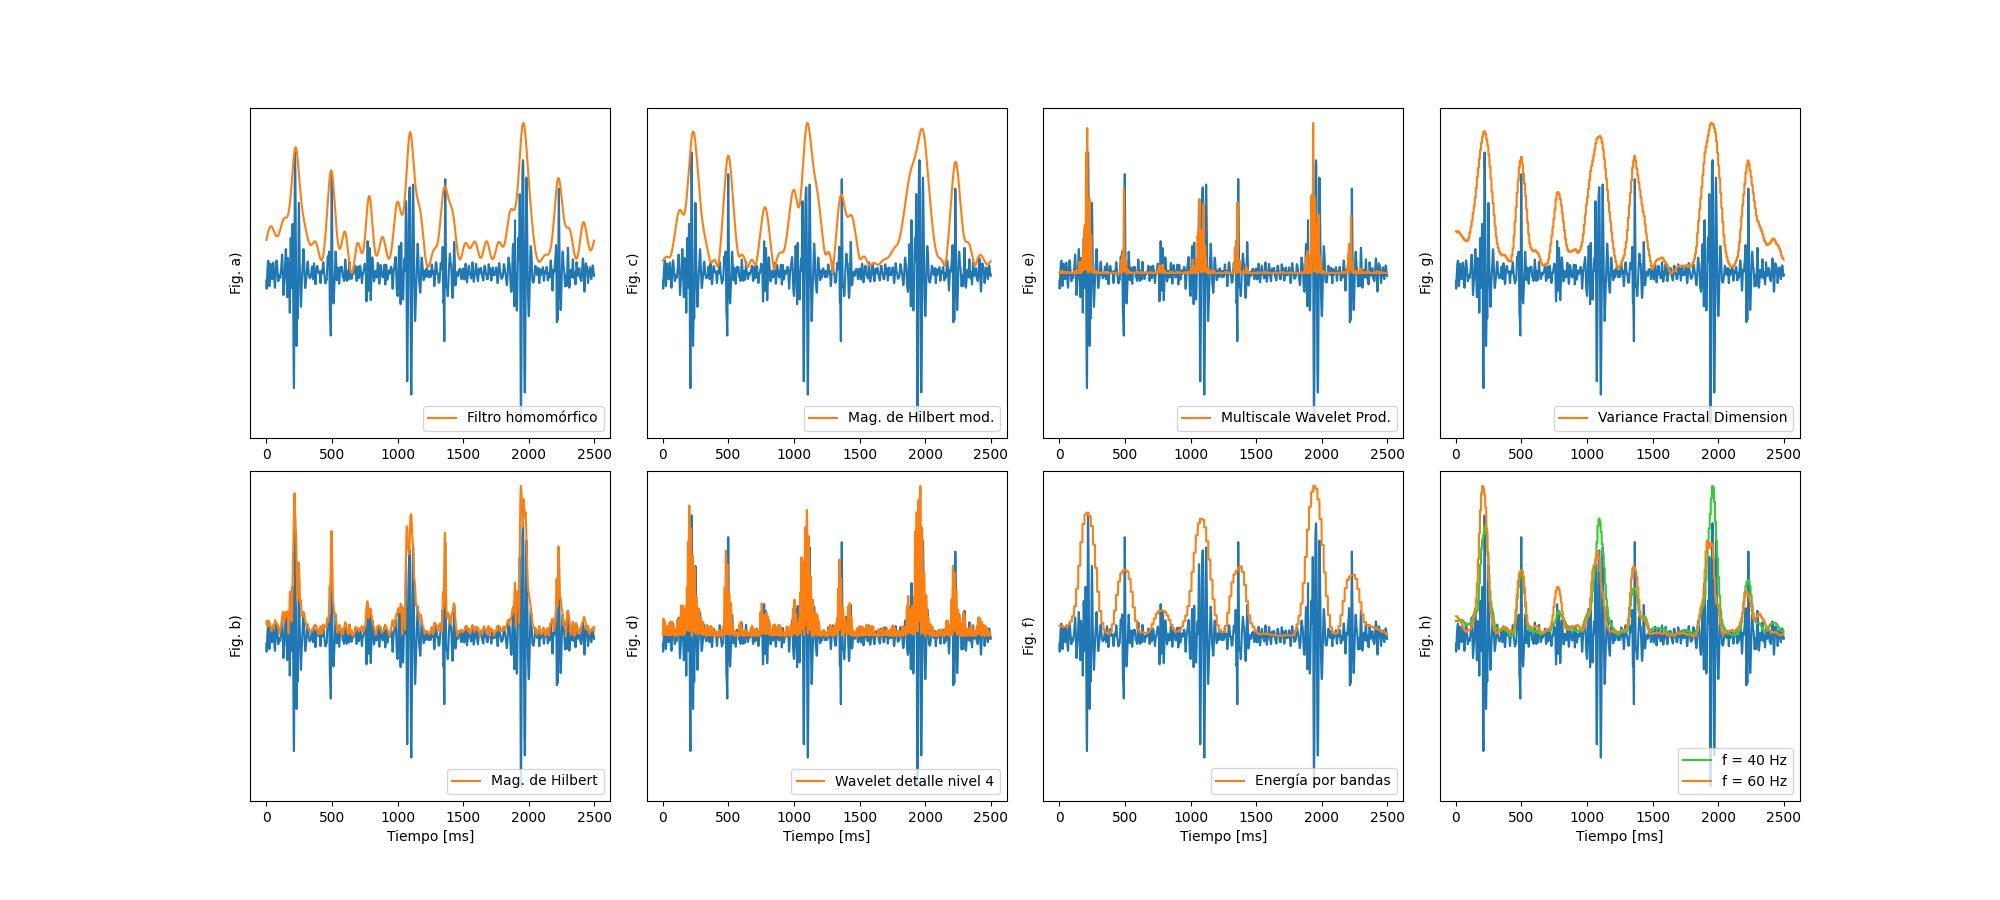 Fig. a)
Filtro homomórfico
0 500 1000 1500 2000 2500
Fig. c)
Mag. de Hilbert mod.
0 500 1000 1500 2000 2500
Fig. e)
Multiscale Wavelet Prod.
0 500 1000 1500 2000 2500
Fig. g)
Variance Fractal Dimension
0 500 1000 1500 2000 2500
Fig. b)
Mag. de Hilbert
0 500 1000 1500 2000 2500
Tiempo [ms]
Fig. d)
Wavelet detalle nivel 4
0 500 1000 1500 2000 2500
Tiempo [ms]
Fig. f)
Energía por bandas
0 500 1000 1500 2000 2500
Tiempo [ms]
Fig. h)
f = 40 Hz
f = 60 Hz
0 500 1000 1500 2000 2500
Tiempo [ms]